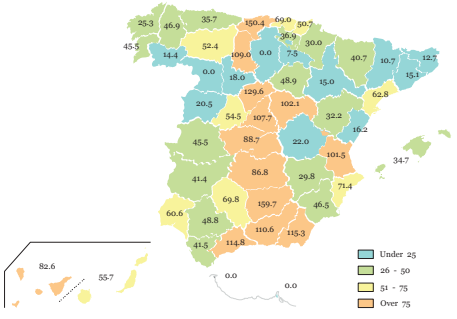 25.3 46.9 35.7 150.4 69.0 50.7
45.5 14.4 52.4 109.0 0.0 36.9 7.5 30.0 40.7 10.7 12.7
0.0 18.0 48.9 15.0 15.1
20.5 129.6 102.1 62.8
54.5 107.7 32.2 16.2
45.5 88.7 22.0 101.5 34.7
41.4 86.8 29.8 71.4
60.6 69.8 159.7 46.5
48.8
41.5 114.8 110.6 115.3
82.6 55.7
0.0 0.0
Under 25
26 - 50
51 - 75
Over 75